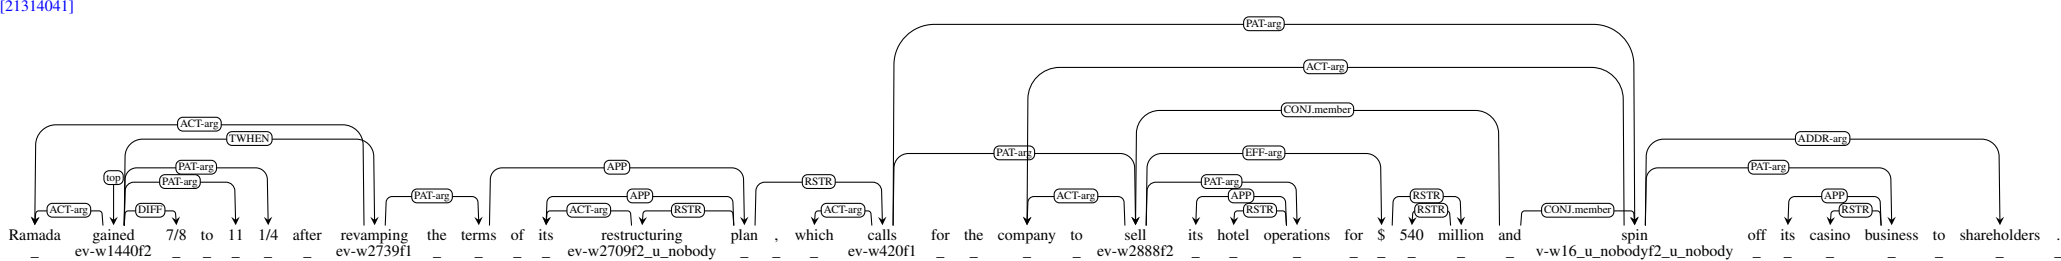 [21314041]
PAT-arg
ACT-arg
CONJ.member
ACT-arg
TWHEN ADDR-arg
PAT-arg EFF-arg
PAT-arg APP PAT-arg
top PAT-arg RSTR PAT-arg
PAT-arg APP ACT-arg APP RSTR APP
ACT-arg DIFF ACT-arg RSTR ACT-arg RSTR RSTR CONJ.member RSTR
Ramada gained 7/8 to 11 1/4 after revamping the terms of its restructuring plan , which calls for the company to sell its hotel operations for $ 540 million and spin off its casino business to shareholders .
_ ev-w1440f2 _ _ _ _ _ ev-w2739f1 _ _ _ _ ev-w2709f2_u_nobody _ _ _ ev-w420f1 _ _ _ _ ev-w2888f2 _ _ _ _ _ _ _ _ v-w16_u_nobodyf2_u_nobody _ _ _ _ _ _ _